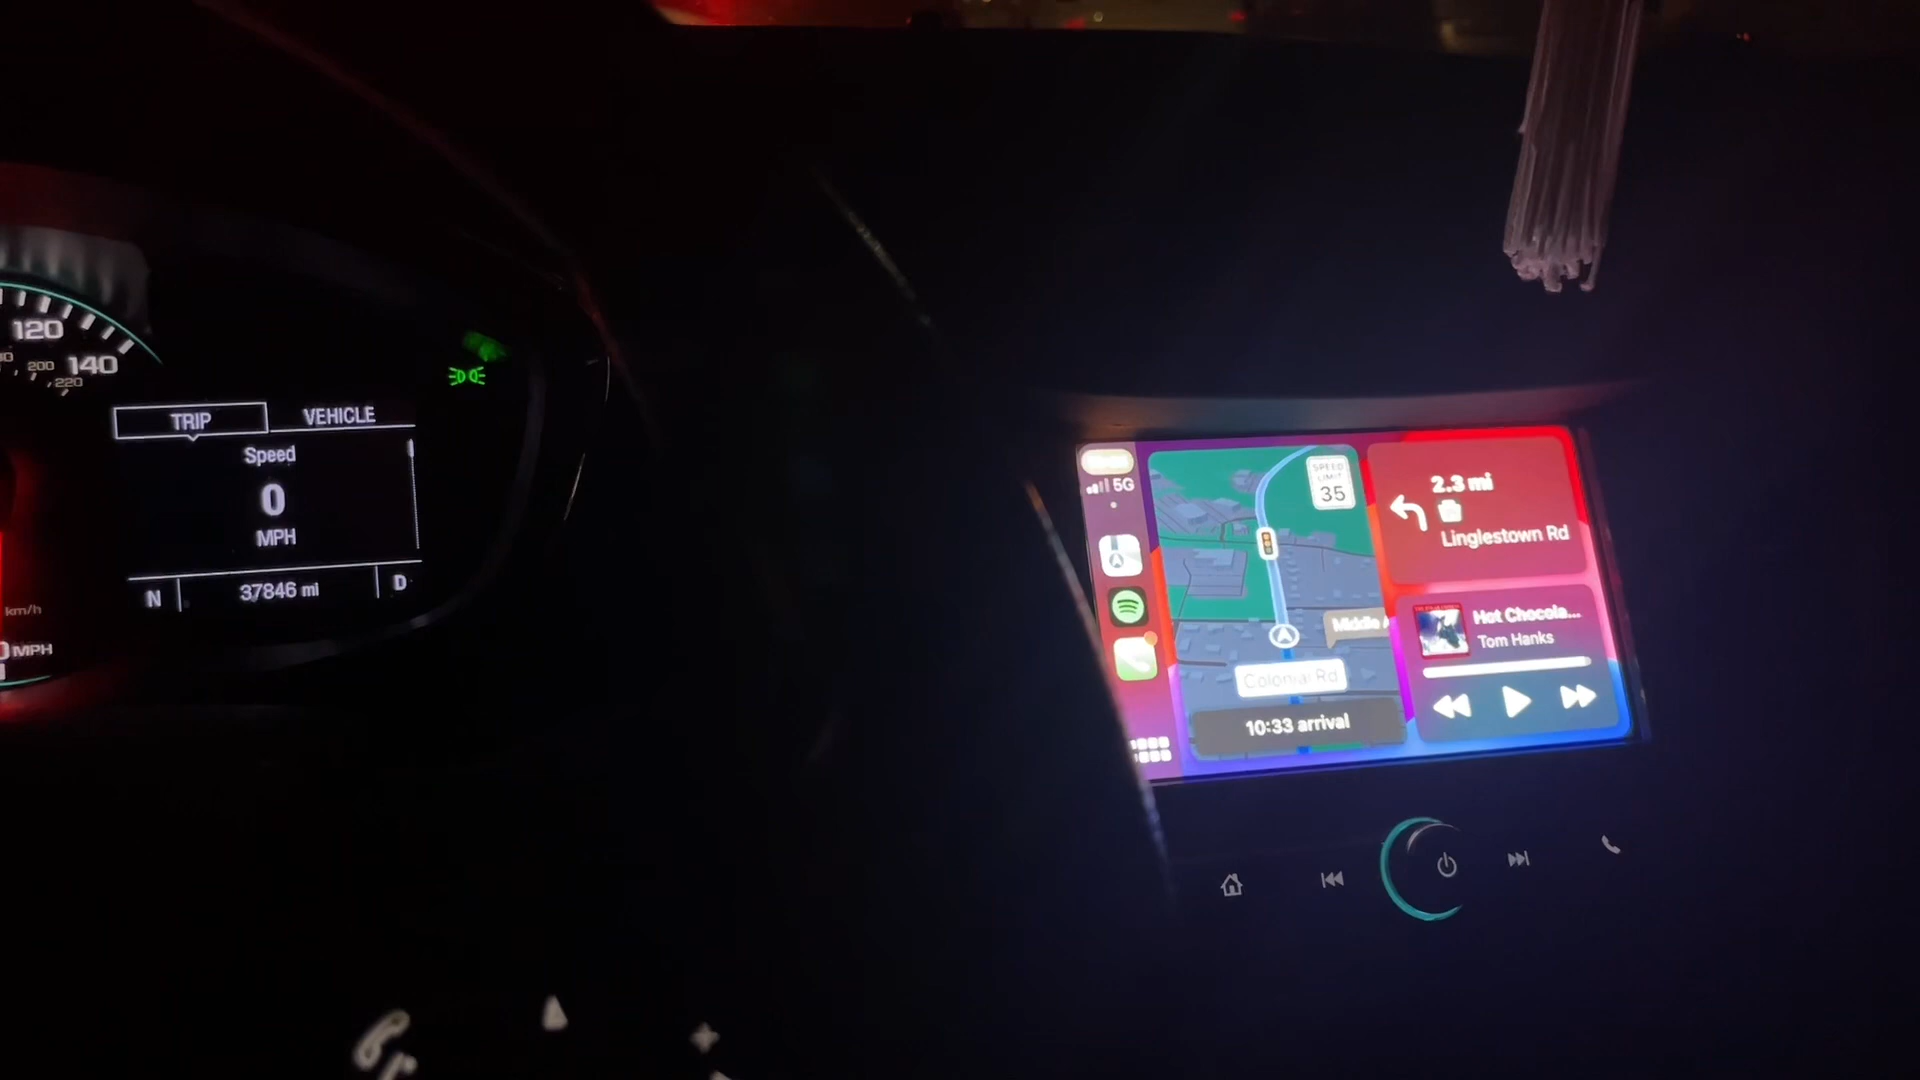 120
200
140
220
TRIP
VEHICLE
Speed
0
MPH
N
37846 mi
D
km/h
MPH
5G
SPEED
LIMIT
35
2.3 mi
Linglestown Rd
Middle
Colonial Rd
10:33 arrival
Hot Chocola...
Tom Hanks